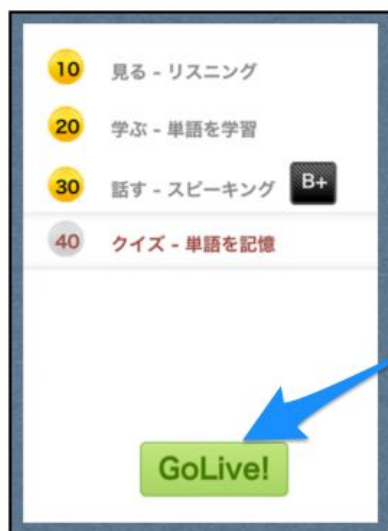 10 見る - リスニング
20 学ぶ - 単語を学習
30 話す - スピーキング B+
40 クイズ - 単語を記憶
GoLive!